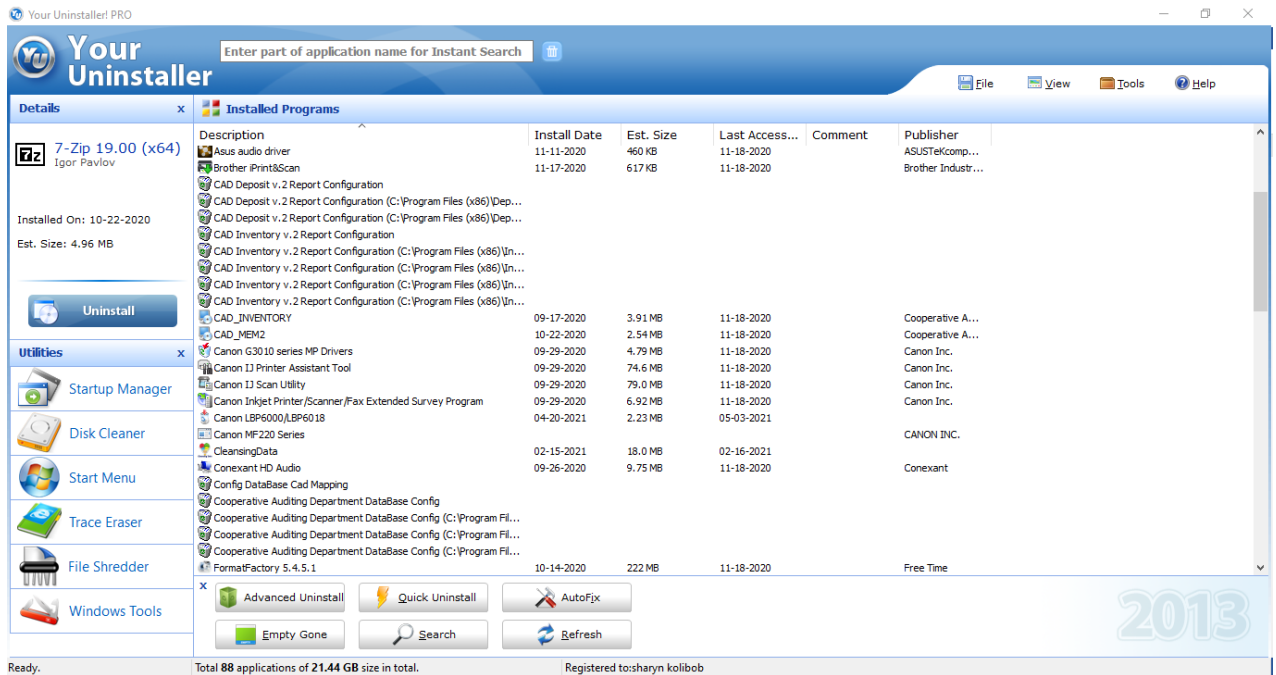 Your Uninstaller! PRO
Your
Uninstaller
Enter part of application name for Instant Search
File View Tools Help
Details x
Installed Programs
7-Zip 19.00 (x64)
Igor Pavlov
Installed On: 10-22-2020
Est. Size: 4.96 MB
Uninstall
Utilities x
Startup Manager
Disk Cleaner
Start Menu
Trace Eraser
File Shredder
Windows Tools
Description Install Date Est. Size Last Access... Comment Publisher
Asus audio driver 11-11-2020 460 KB 11-18-2020 ASUSTeKcomp...
Brother iPrint&Scan 11-17-2020 617 KB 11-18-2020 Brother Industr...
CAD Deposit v.2 Report Configuration
CAD Deposit v.2 Report Configuration (C:\Program Files (x86)\Dep...
CAD Deposit v.2 Report Configuration (C:\Program Files (x86)\Dep...
CAD Inventory v.2 Report Configuration
CAD Inventory v.2 Report Configuration (C:\Program Files (x86)\In...
CAD Inventory v.2 Report Configuration (C:\Program Files (x86)\In...
CAD Inventory v.2 Report Configuration (C:\Program Files (x86)\In...
CAD Inventory v.2 Report Configuration (C:\Program Files (x86)\In...
CAD_INVENTORY 09-17-2020 3.91 MB 11-18-2020 Cooperative A...
CAD_MEM2 10-22-2020 2.54 MB 11-18-2020 Cooperative A...
Canon G3010 series MP Drivers 09-29-2020 4.79 MB 11-18-2020 Canon Inc.
Canon IJ Printer Assistant Tool 09-29-2020 74.6 MB 11-18-2020 Canon Inc.
Canon IJ Scan Utility 09-29-2020 79.0 MB 11-18-2020 Canon Inc.
Canon Inkjet Printer/Scanner/Fax Extended Survey Program 09-29-2020 6.92 MB 11-18-2020 Canon Inc.
Canon LBP6000/LBP6018 04-20-2021 2.23 MB 05-03-2021
Canon MF220 Series CANON INC.
CleansingData 02-15-2021 18.0 MB 02-16-2021
Conexant HD Audio 09-26-2020 9.75 MB 11-18-2020 Conexant
Config DataBase Cad Mapping
Cooperative Auditing Department DataBase Config
Cooperative Auditing Department DataBase Config (C:\Program Fil...
Cooperative Auditing Department DataBase Config (C:\Program Fil...
Cooperative Auditing Department DataBase Config (C:\Program Fil...
FormatFactory 5.4.5.1 10-14-2020 222 MB 11-18-2020 Free Time
x
Advanced Uninstall Quick Uninstall AutoFix
Empty Gone Search Refresh
2013
Ready. Total 88 applications of 21.44 GB size in total. Registered to:sharyn kolibob